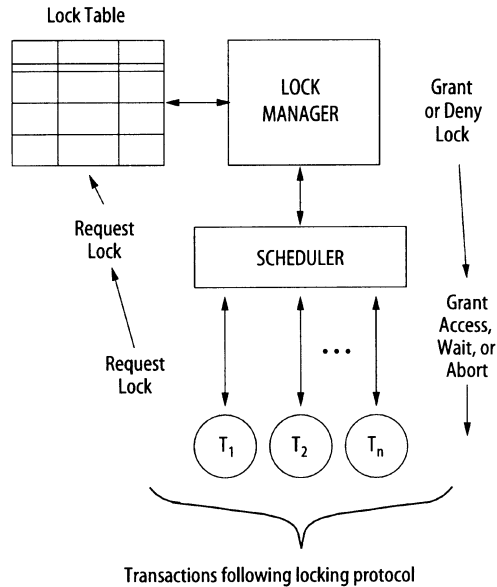 Lock Table
LOCK
MANAGER
Grant
or Deny
Lock
Request
Lock
SCHEDULER
Request
Lock
Grant
Access,
Wait, or
Abort
...
T1
T2
Tn
Transactions following locking protocol